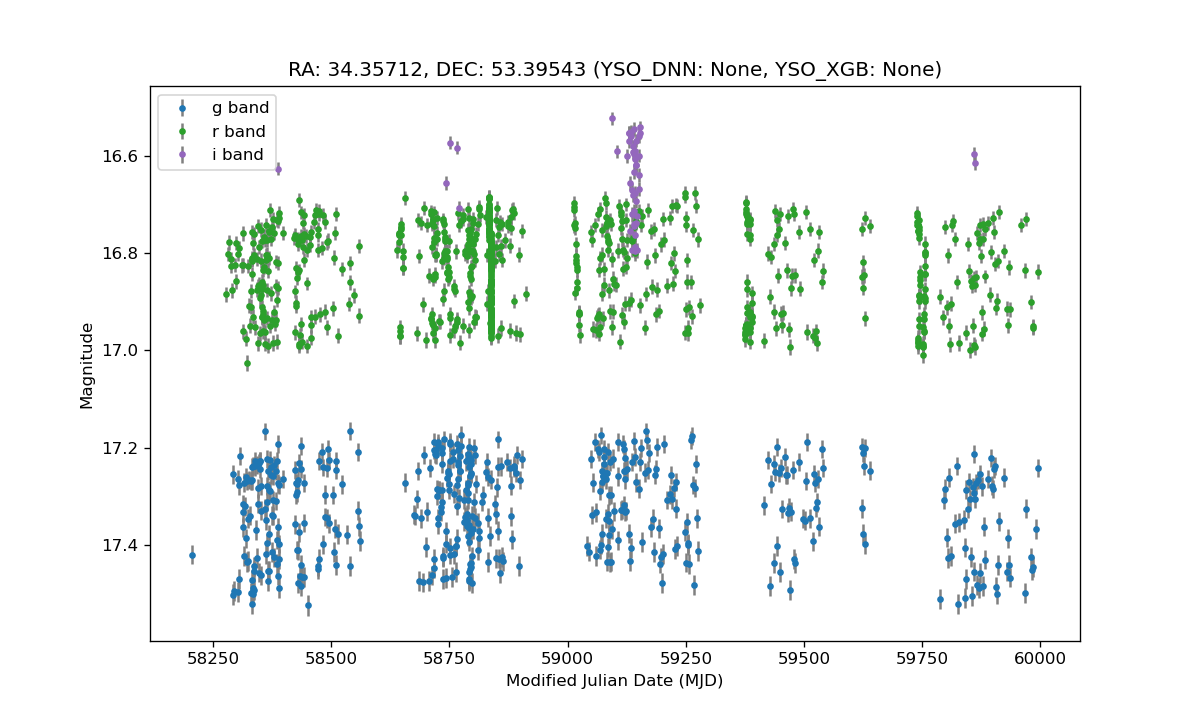 RA: 34.35712, DEC: 53.39543 (YSO_DNN: None, YSO_XGB: None)
g band
r band
i band
16.6
16.8
17.0
17.2
17.4
Magnitude
58250 58500 58750 59000 59250 59500 59750 60000
Modified Julian Date (MJD)